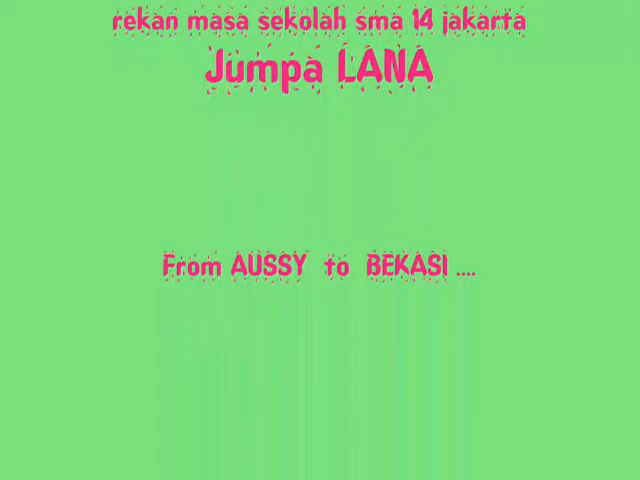 rekan masa sekolah sma 14 jakarta
Jumpa LANA
From AUSSY to BEKASI ....